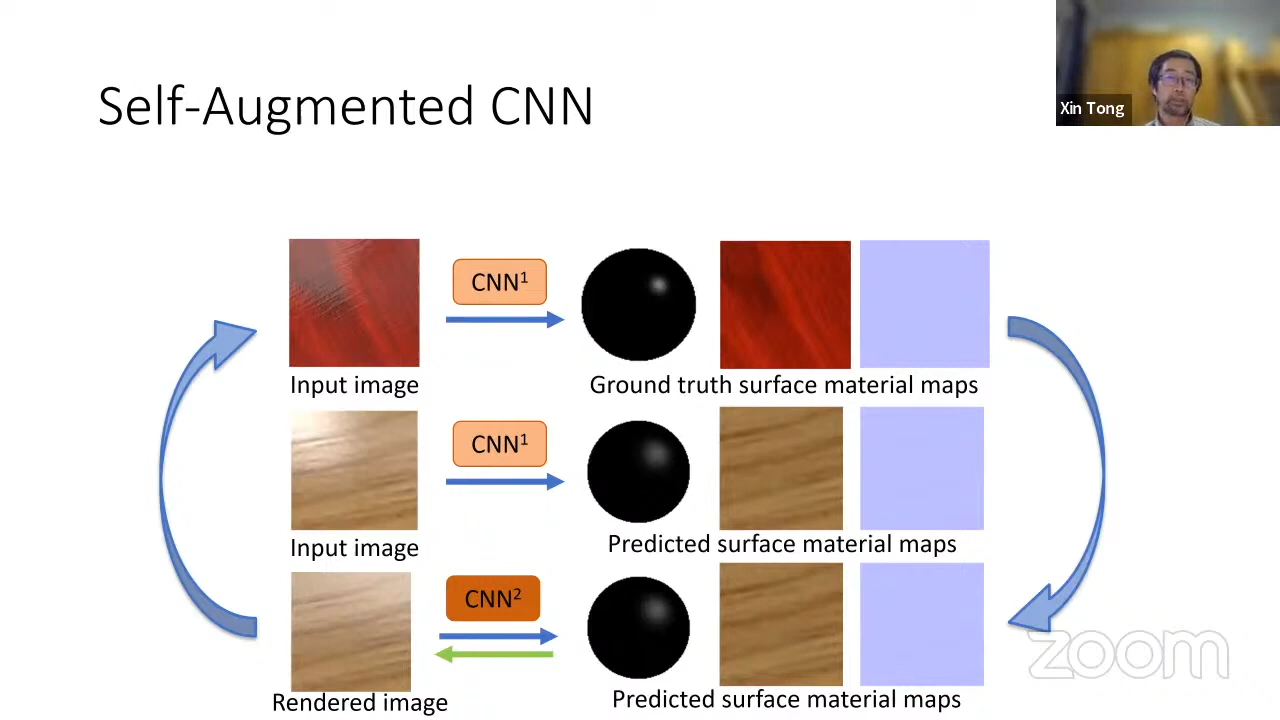 Self-Augmented CNN
Xin Tong
CNN1
Input image
Ground truth surface material maps
CNN1
Input image
Predicted surface material maps
CNN2
Rendered image
Predicted surface material maps
zoom